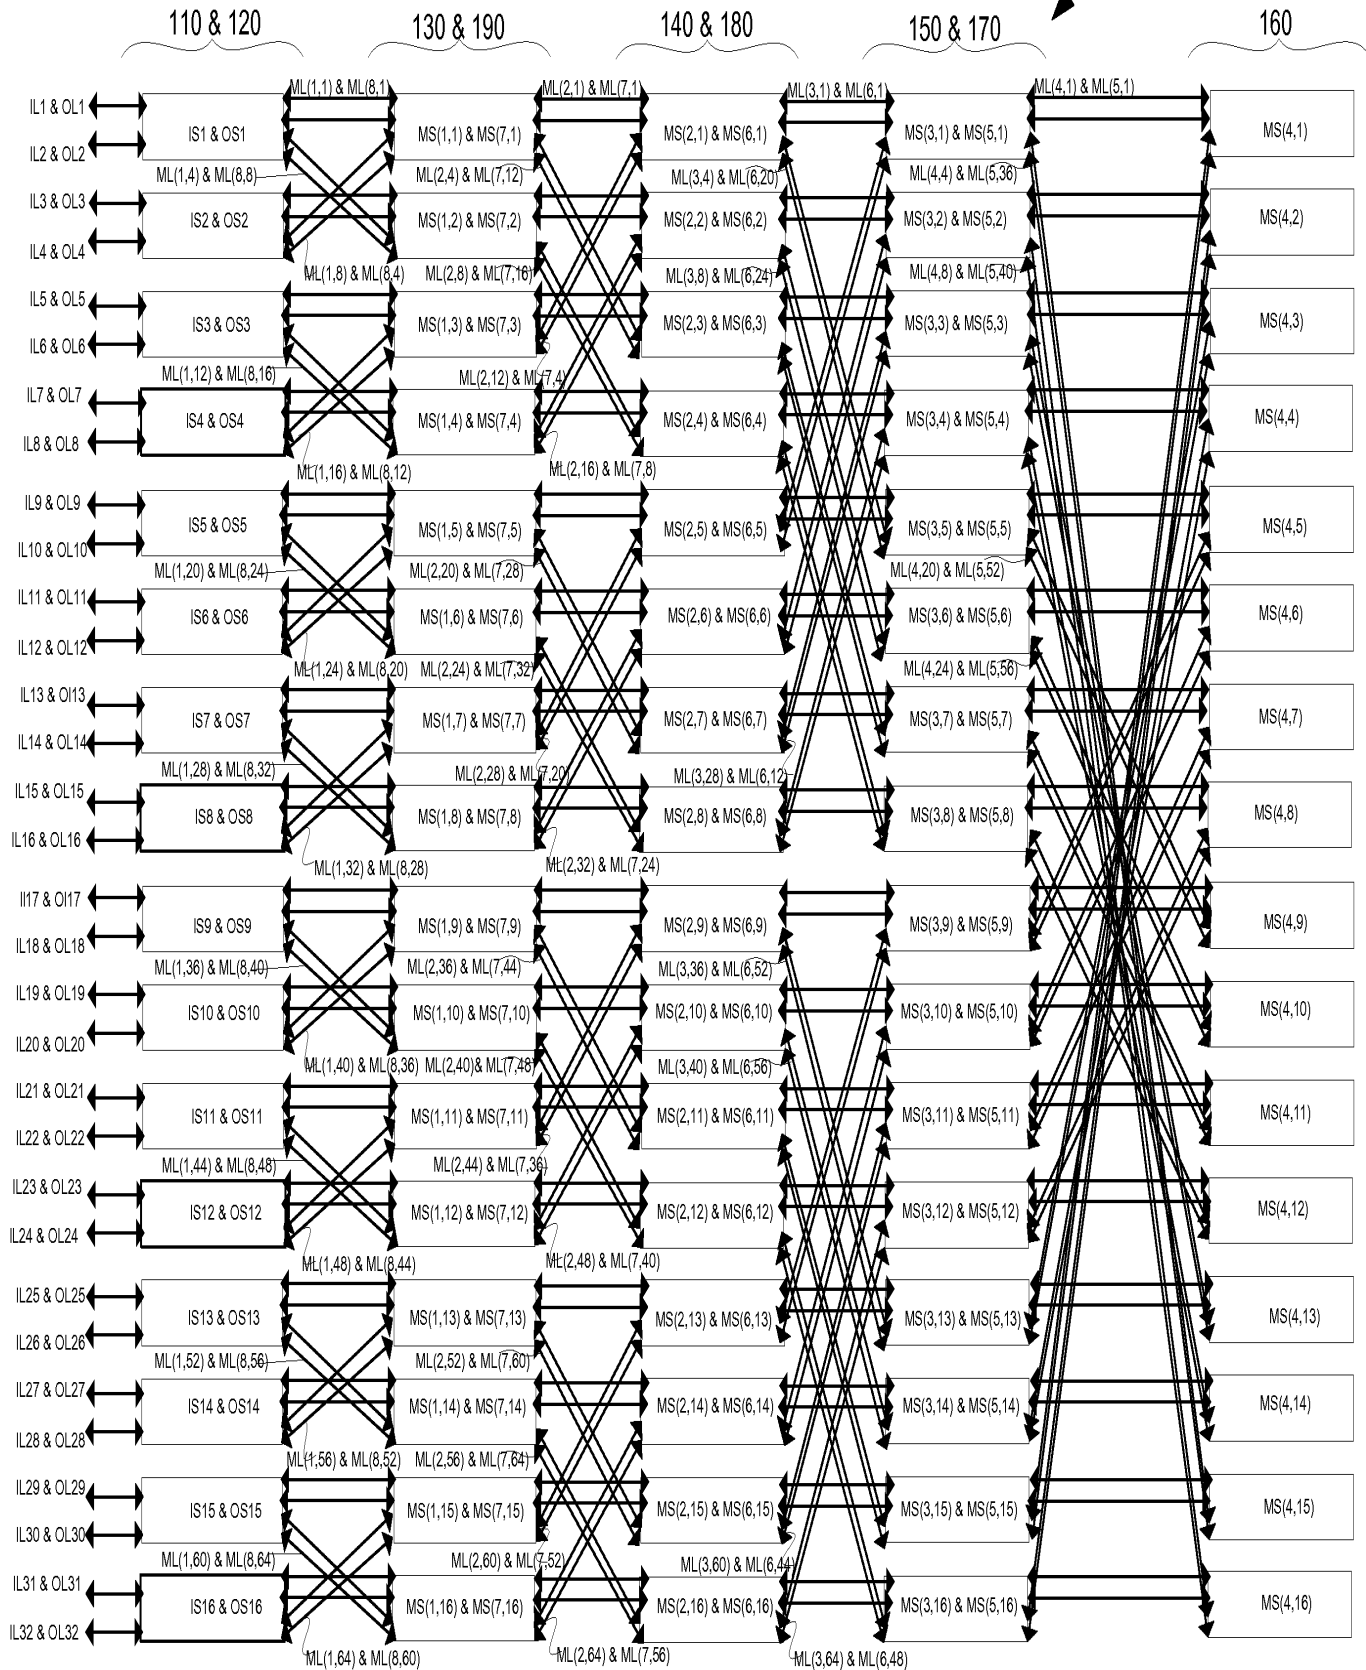 110 & 120 130 & 190 140 & 180 150 & 170 160
ML(1,1) & ML(8,1) ML(2,1) & ML(7,1) ML(3,1) & ML(6,1) ML(4,1) & ML(5,1)
IL1 & OL1
IS1 & OS1 MS(1,1) & MS(7,1) MS(2,1) & MS(6,1) MS(3,1) & MS(5,1) MS(4,1)
IL2 & OL2
ML(1,4) & ML(8,8) ML(2,4) & ML(7,12) ML(3,4) & ML(6,20) ML(4,4) & ML(5,36)
IL3 & OL3
IS2 & OS2 MS(1,2) & MS(7,2) MS(2,2) & MS(6,2) MS(3,2) & MS(5,2) MS(4,2)
IL4 & OL4
ML(1,8) & ML(8,4) ML(2,8) & ML(7,16) ML(3,8) & ML(6,24) ML(4,8) & ML(5,40)
IL5 & OL5
IS3 & OS3 MS(1,3) & MS(7,3) MS(2,3) & MS(6,3) MS(3,3) & MS(5,3) MS(4,3)
IL6 & OL6
ML(1,12) & ML(8,16) ML(2,12) & ML(7,4)
IL7 & OL7
IS4 & OS4 MS(1,4) & MS(7,4) MS(2,4) & MS(6,4) MS(3,4) & MS(5,4) MS(4,4)
IL8 & OL8
ML(1,16) & ML(8,12) ML(2,16) & ML(7,8)
IL9 & OL9
IS5 & OS5 MS(1,5) & MS(7,5) MS(2,5) & MS(6,5) MS(3,5) & MS(5,5) MS(4,5)
IL10 & OL10
ML(1,20) & ML(8,24) ML(2,20) & ML(7,28) ML(4,20) & ML(5,52)
IL11 & OL11
IS6 & OS6 MS(1,6) & MS(7,6) MS(2,6) & MS(6,6) MS(3,6) & MS(5,6) MS(4,6)
IL12 & OL12
ML(1,24) & ML(8,20) ML(2,24) & ML(7,32) ML(4,24) & ML(5,56)
IL13 & Ol13
IS7 & OS7 MS(1,7) & MS(7,7) MS(2,7) & MS(6,7) MS(3,7) & MS(5,7) MS(4,7)
IL14 & OL14
ML(1,28) & ML(8,32) ML(2,28) & ML(7,20) ML(3,28) & ML(6,12)
IL15 & OL15
IS8 & OS8 MS(1,8) & MS(7,8) MS(2,8) & MS(6,8) MS(3,8) & MS(5,8) MS(4,8)
IL16 & OL16
ML(1,32) & ML(8,28) ML(2,32) & ML(7,24)
Il17 & Ol17
IS9 & OS9 MS(1,9) & MS(7,9) MS(2,9) & MS(6,9) MS(3,9) & MS(5,9) MS(4,9)
IL18 & OL18
ML(1,36) & ML(8,40) ML(2,36) & ML(7,44) ML(3,36) & ML(6,52)
IL19 & OL19
IS10 & OS10 MS(1,10) & MS(7,10) MS(2,10) & MS(6,10) MS(3,10) & MS(5,10) MS(4,10)
IL20 & OL20
ML(1,40) & ML(8,36) ML(2,40)& ML(7,48) ML(3,40) & ML(6,56)
IL21 & OL21
IS11 & OS11 MS(1,11) & MS(7,11) MS(2,11) & MS(6,11) MS(3,11) & MS(5,11) MS(4,11)
IL22 & OL22
ML(1,44) & ML(8,48) ML(2,44) & ML(7,36)
IL23 & OL23
IS12 & OS12 MS(1,12) & MS(7,12) MS(2,12) & MS(6,12) MS(3,12) & MS(5,12) MS(4,12)
IL24 & OL24
ML(1,48) & ML(8,44) ML(2,48) & ML(7,40)
IL25 & OL25
IS13 & OS13 MS(1,13) & MS(7,13) MS(2,13) & MS(6,13) MS(3,13) & MS(5,13) MS(4,13)
IL26 & OL26
ML(1,52) & ML(8,56) ML(2,52) & ML(7,60)
IL27 & OL27
IS14 & OS14 MS(1,14) & MS(7,14) MS(2,14) & MS(6,14) MS(3,14) & MS(5,14) MS(4,14)
IL28 & OL28
ML(1,56) & ML(8,52) ML(2,56) & ML(7,64)
IL29 & OL29
IS15 & OS15 MS(1,15) & MS(7,15) MS(2,15) & MS(6,15) MS(3,15) & MS(5,15) MS(4,15)
IL30 & OL30
ML(1,60) & ML(8,64) ML(2,60) & ML(7,52) ML(3,60) & ML(6,44)
IL31 & OL31
IS16 & OS16 MS(1,16) & MS(7,16) MS(2,16) & MS(6,16) MS(3,16) & MS(5,16) MS(4,16)
IL32 & OL32
ML(1,64) & ML(8,60) ML(2,64) & ML(7,56) ML(3,64) & ML(6,48)